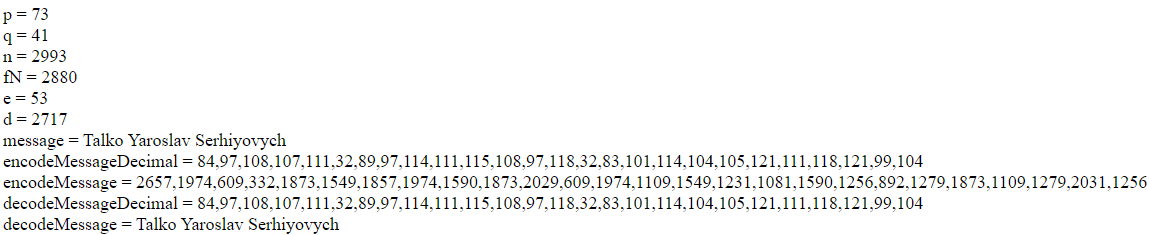 p = 73
q = 41
n = 2993
fN = 2880
e = 53
d = 2717
message = Talko Yaroslav Serhiyovych
encodeMessageDecimal = 84,97,108,107,111,32,89,97,114,111,115,108,97,118,32,83,101,114,104,105,121,111,118,121,99,104
encodeMessage = 2657,1974,609,332,1873,1549,1857,1974,1590,1873,2029,609,1974,1109,1549,1231,1081,1590,1256,892,1279,1873,1109,1279,2031,1256
decodeMessageDecimal = 84,97,108,107,111,32,89,97,114,111,115,108,97,118,32,83,101,114,104,105,121,111,118,121,99,104
decodeMessage = Talko Yaroslav Serhiyovych